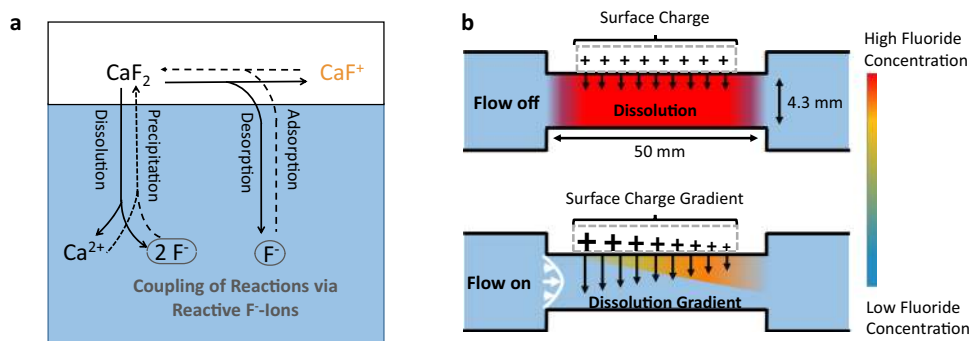 a
CaF₂
CaF⁺
Dissolution
Precipitation
Desorption
Adsorption
Ca²⁺
2 F⁻
F⁻
Coupling of Reactions via
Reactive F⁻-Ions
b
Surface Charge
+ + + + + + + +
Flow off
Dissolution
4.3 mm
50 mm
Surface Charge Gradient
+ + + + + + + +
Flow on
Dissolution Gradient
High Fluoride
Concentration
Low Fluoride
Concentration